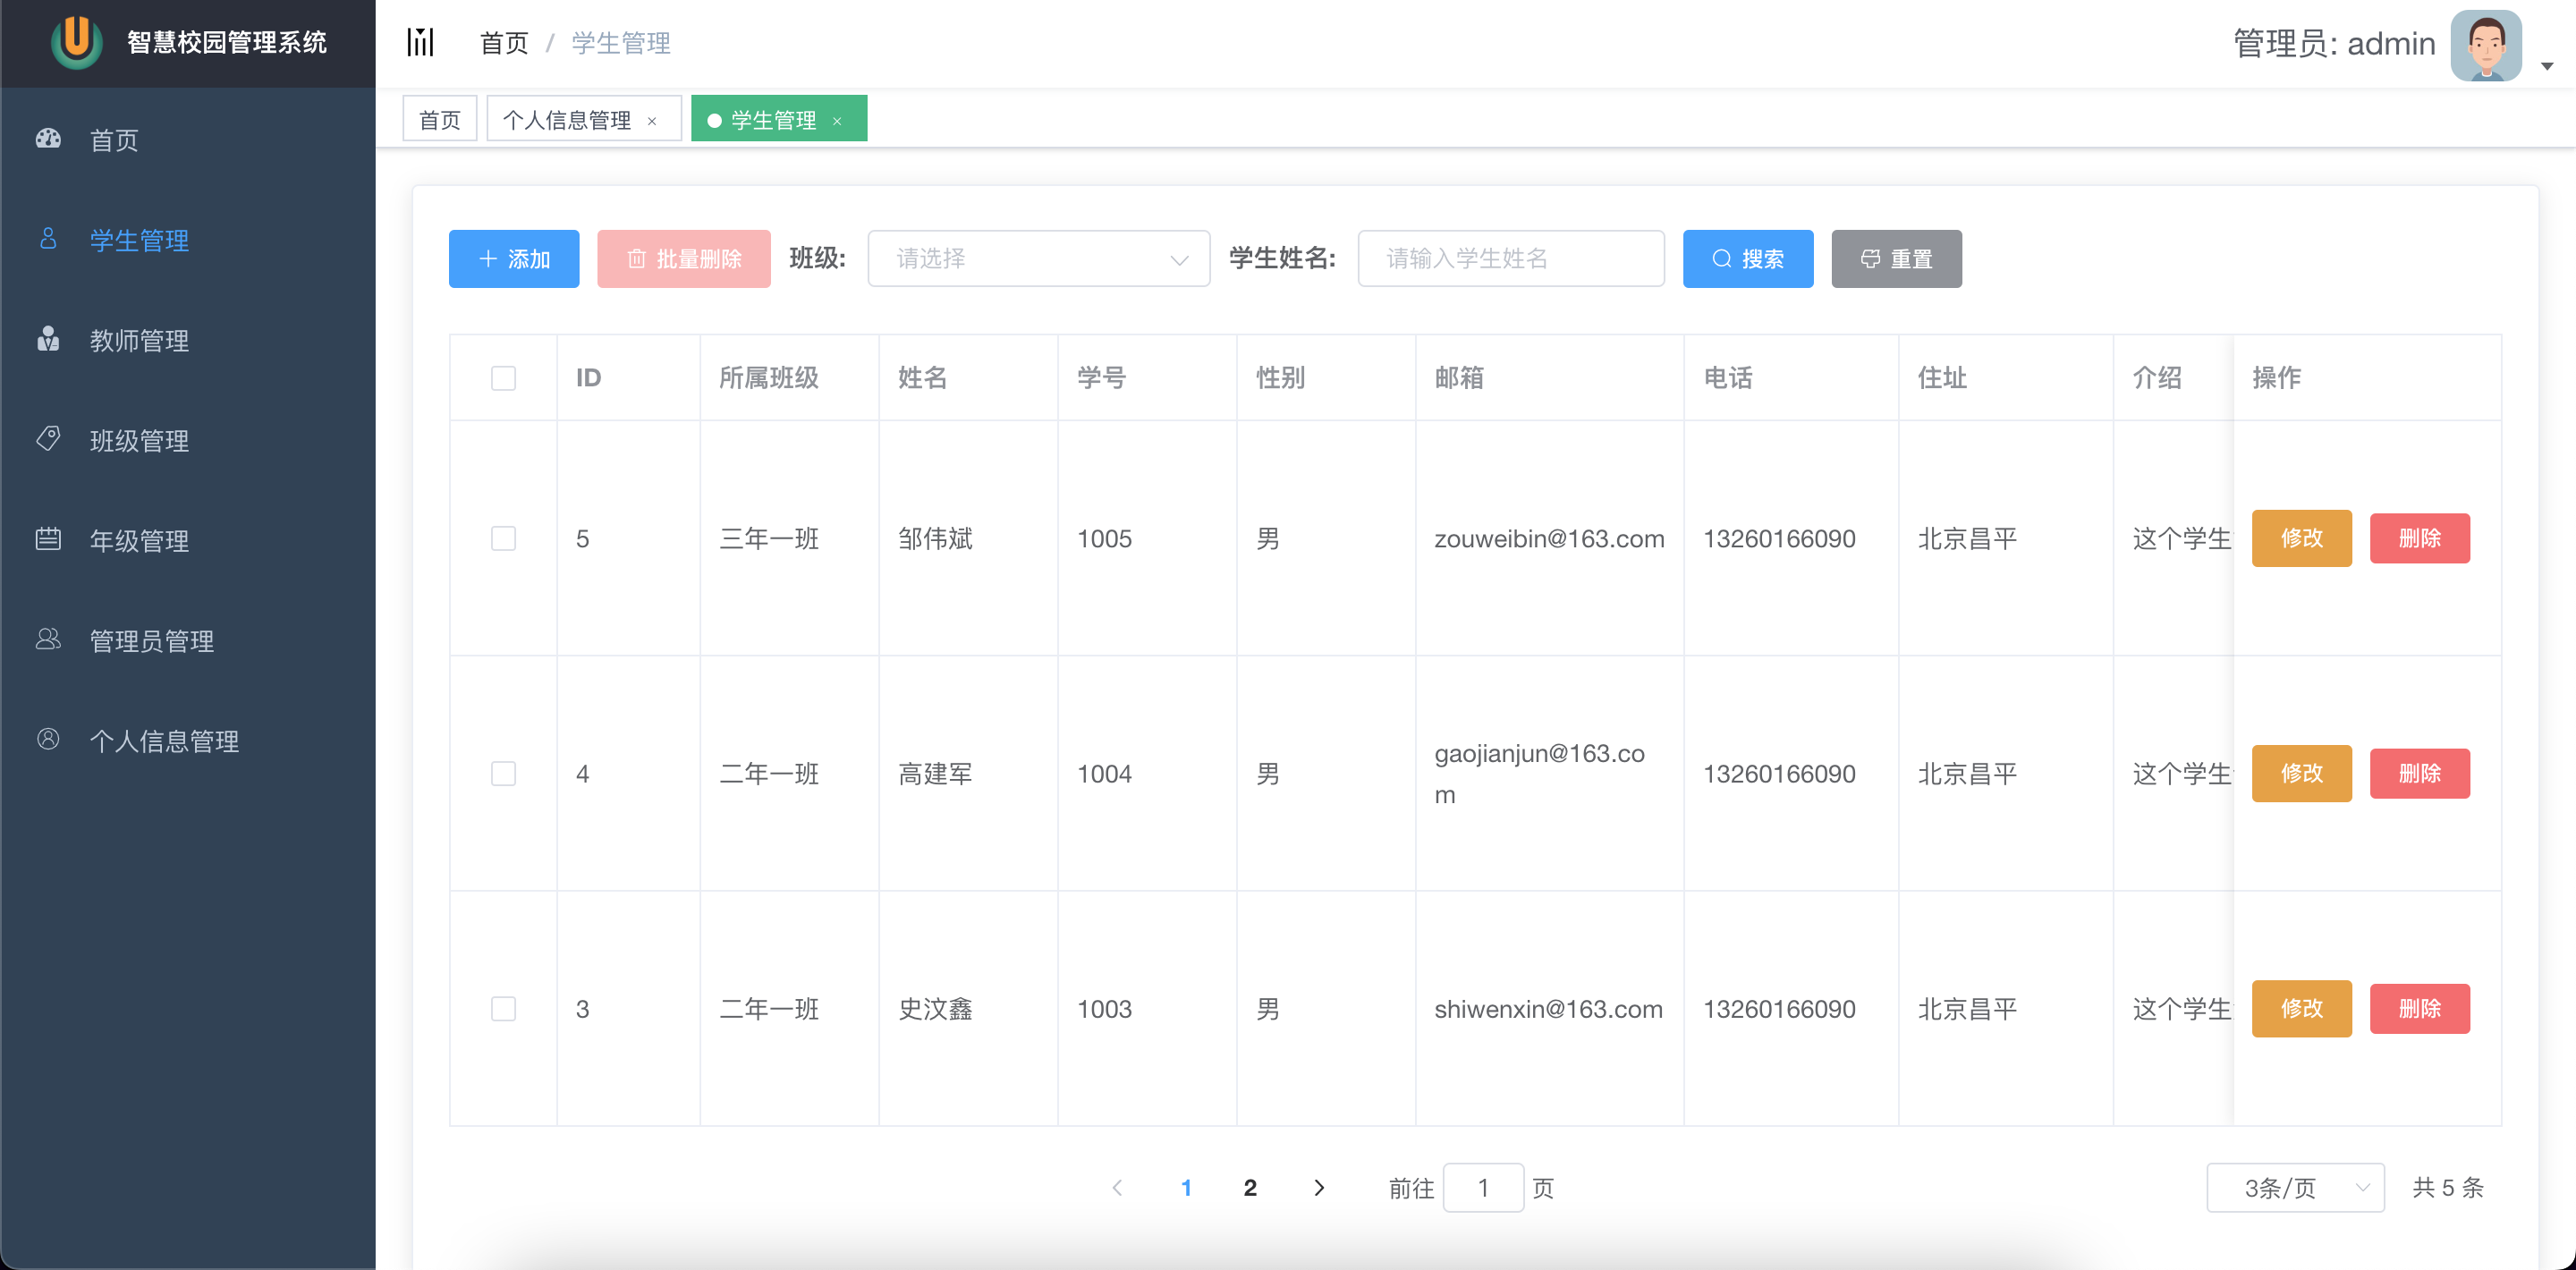 智慧校园管理系统
首页 / 学生管理
管理员: admin
首页
个人信息管理 ×
学生管理 ×
首页
学生管理
教师管理
班级管理
年级管理
管理员管理
个人信息管理
添加 批量删除 班级: 请选择 学生姓名: 请输入学生姓名 搜索 重置
ID 所属班级 姓名 学号 性别 邮箱 电话 住址 介绍 操作
5 三年一班 邹伟斌 1005 男 zouweibin@163.com 13260166090 北京昌平 这个学生 修改 删除
4 二年一班 高建军 1004 男 gaojianjun@163.co 13260166090 北京昌平 这个学生 修改 删除
m
3 二年一班 史汶鑫 1003 男 shiwenxin@163.com 13260166090 北京昌平 这个学生 修改 删除
1 2 前往 1 页 3条/页 共 5 条